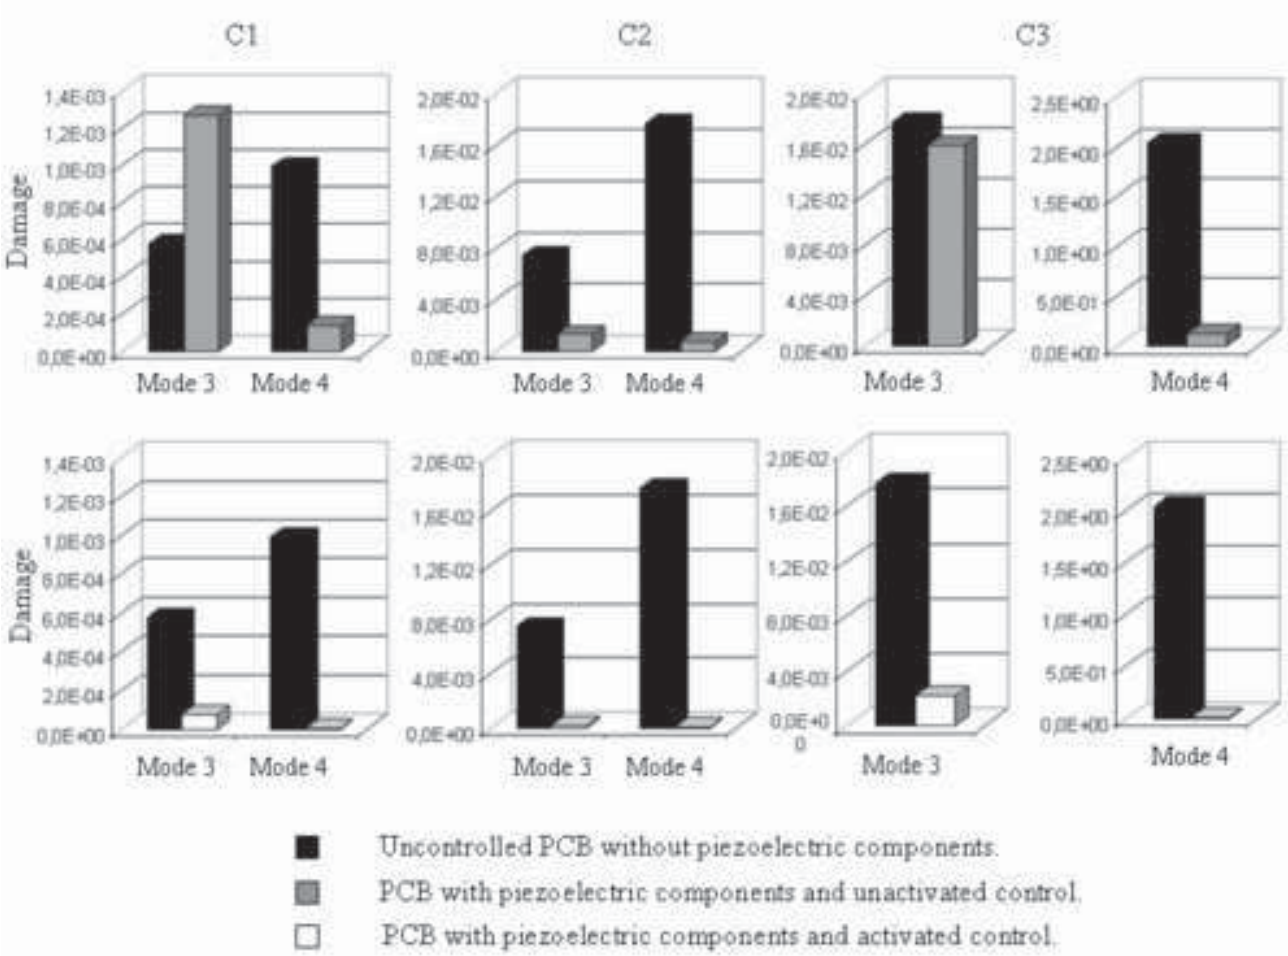 C1 C2 C3
Damage
1,4E-03
1,2E-03
1,0E-03
8,0E-04
6,0E-04
4,0E-04
2,0E-04
0,0E+00
Mode 3 Mode 4
2,0E-02
1,6E-02
1,2E-02
8,0E-03
4,0E-03
0,0E+00
Mode 3 Mode 4
2,0E-02
1,6E-02
1,2E-02
8,0E-03
4,0E-03
0,0E+00
Mode 3
2,5E+00
2,0E+00
1,5E+00
1,0E+00
5,0E-01
0,0E+00
Mode 4
Damage
1,4E-03
1,2E-03
1,0E-03
8,0E-04
6,0E-04
4,0E-04
2,0E-04
0,0E+00
Mode 3 Mode 4
2,0E-02
1,6E-02
1,2E-02
8,0E-03
4,0E-03
0,0E+00
Mode 3 Mode 4
2,0E-02
1,6E-02
1,2E-02
8,0E-03
4,0E-03
0,0E+0
0
Mode 3
2,5E+00
2,0E+00
1,5E+00
1,0E+00
5,0E-01
0,0E+00
Mode 4
Uncontrolled PCB without piezoelectric components.
PCB with piezoelectric components and unactivated control.
PCB with piezoelectric components and activated control.